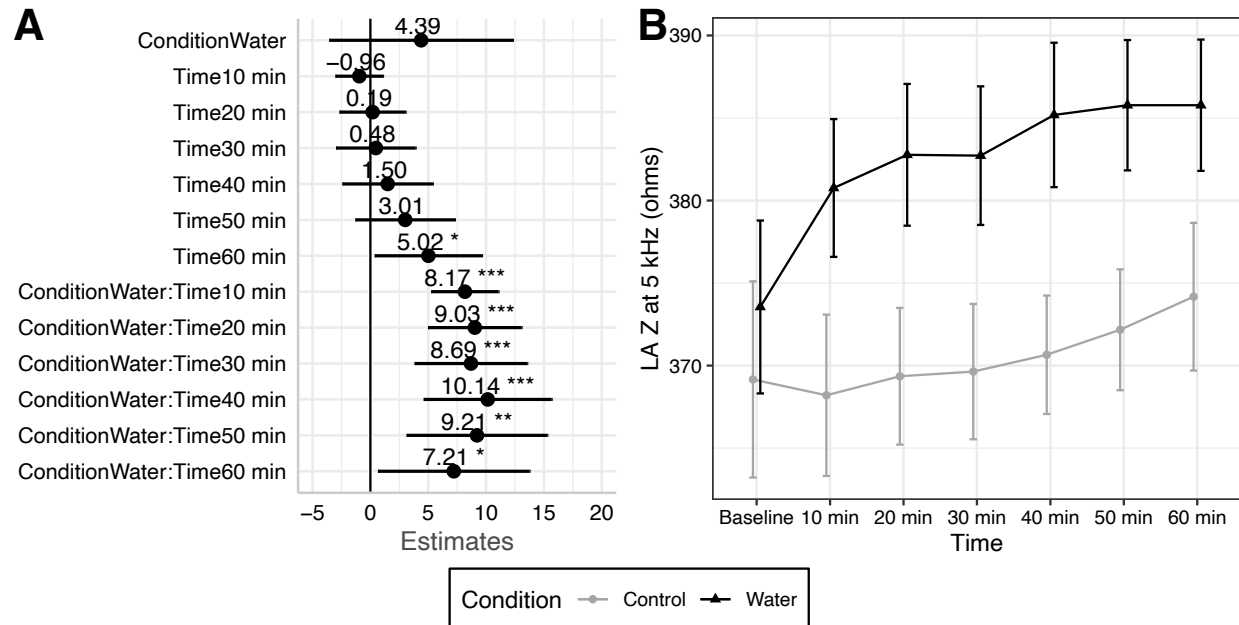 A
ConditionWater
4.39
Time10 min
−0.96
Time20 min
0.19
Time30 min
0.48
Time40 min
1.50
Time50 min
3.01
Time60 min
5.02 *
ConditionWater:Time10 min
8.17 ***
ConditionWater:Time20 min
9.03 ***
ConditionWater:Time30 min
8.69 ***
ConditionWater:Time40 min
10.14 ***
ConditionWater:Time50 min
9.21 **
ConditionWater:Time60 min
7.21 *
−5 0 5 10 15 20
Estimates
B
LA Z at 5 kHz (ohms)
390
380
370
Baseline 10 min 20 min 30 min 40 min 50 min 60 min
Time
Condition Control Water